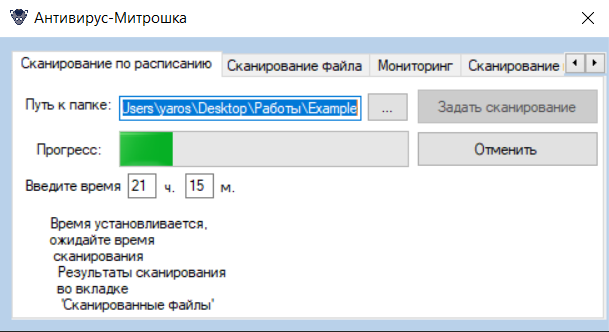 Антивирус-Митрошка
Сканирование по расписанию Сканирование файла Мониторинг Сканирование
Путь к папке: Jsers\yaros\Desktop\Работы\Example ... Задать сканирование
Прогресс: Отменить
Введите время 21 ч. 15 м.
Время устанавливается,
ожидайте время
сканирования
Результаты сканирования
во вкладке
'Сканированные файлы'